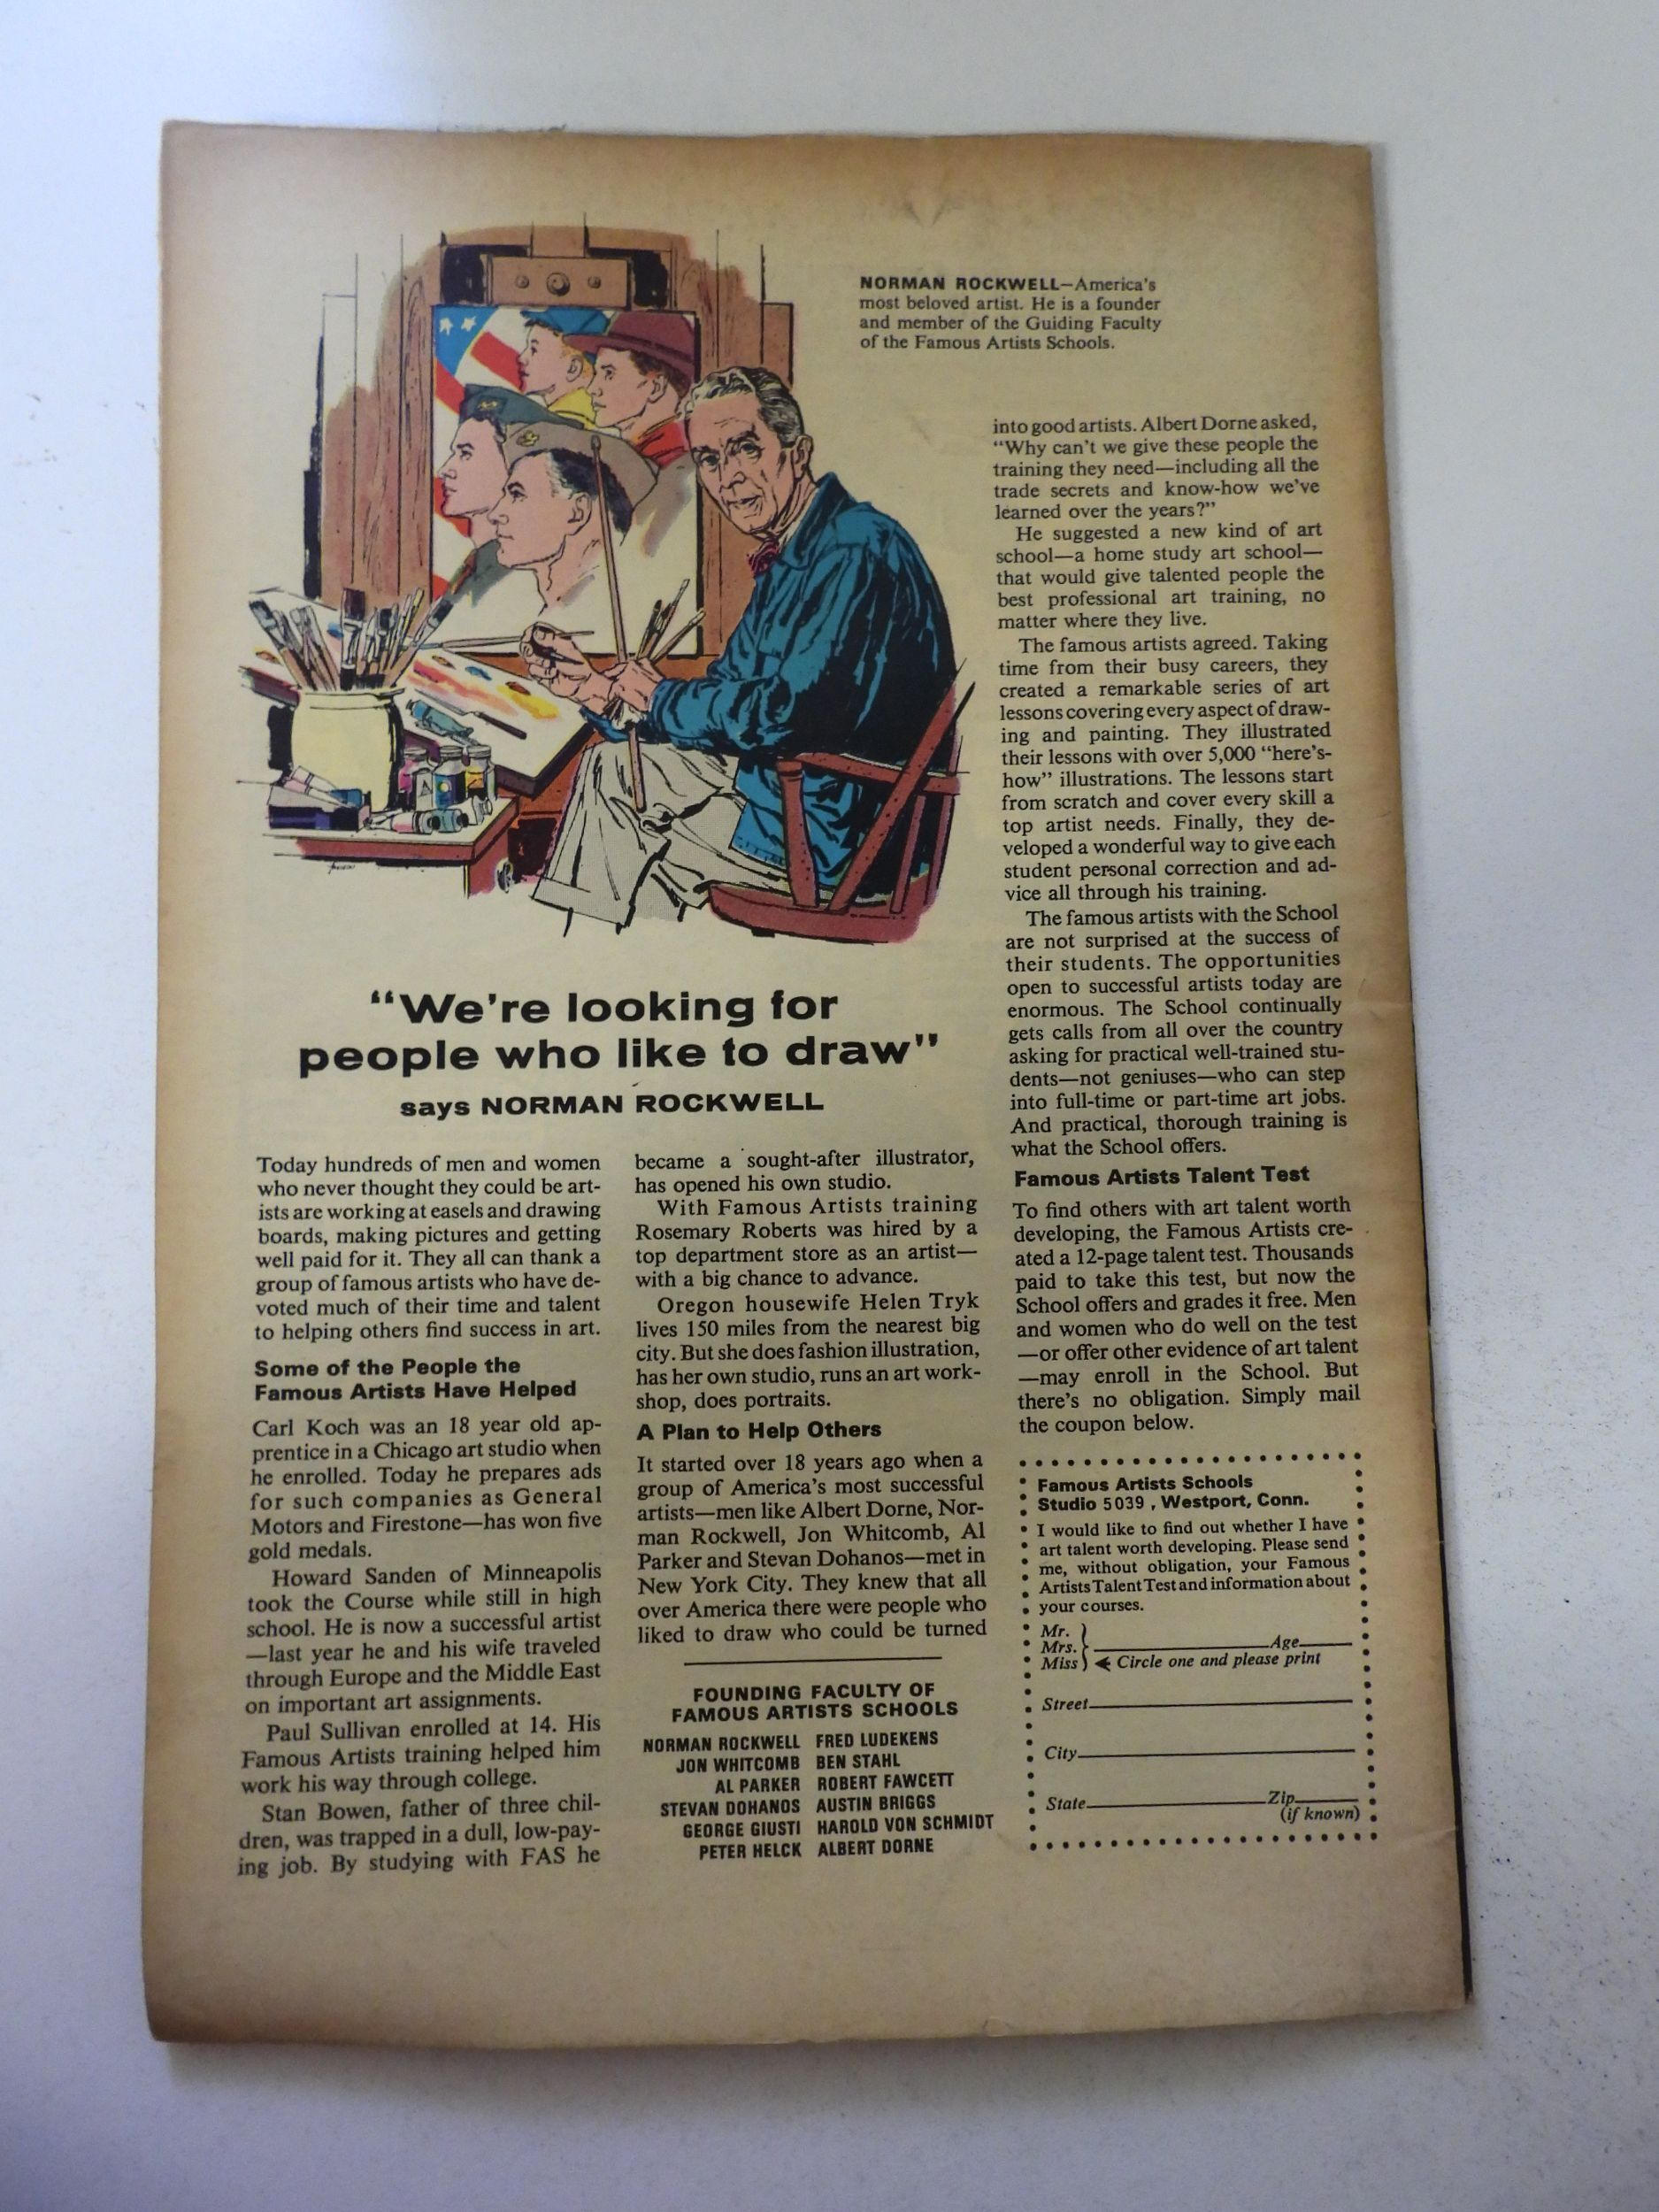 NORMAN ROCKWELL—America's
most beloved artist. He is a founder
and member of the Guiding Faculty
of the Famous Artists Schools.
"We're looking for
people who like to draw"
says NORMAN ROCKWELL
Today hundreds of men and women
who never thought they could be art-
ists are working at easels and drawing
boards, making pictures and getting
well paid for it. They all can thank a
group of famous artists who have de-
voted much of their time and talent
to helping others find success in art.
Some of the People the
Famous Artists Have Helped
Carl Koch was an 18 year old ap-
prentice in a Chicago art studio when
he enrolled. Today he prepares ads
for such companies as General
Motors and Firestone—has won five
gold medals.
Howard Sanden of Minneapolis
took the Course while still in high
school. He is now a successful artist
—last year he and his wife traveled
through Europe and the Middle East
on important art assignments.
Paul Sullivan enrolled at 14. His
Famous Artists training helped him
work his way through college.
Stan Bowen, father of three chil-
dren, was trapped in a dull, low-pay-
ing job. By studying with FAS he
became a sought-after illustrator,
has opened his own studio.
With Famous Artists training
Rosemary Roberts was hired by a
top department store as an artist—
with a big chance to advance.
Oregon housewife Helen Tryk
lives 150 miles from the nearest big
city. But she does fashion illustration,
has her own studio, runs an art work-
shop, does portraits.
A Plan to Help Others
It started over 18 years ago when a
group of America's most successful
artists—men like Albert Dorne, Nor-
man Rockwell, Jon Whitcomb, Al
Parker and Stevan Dohanos—met in
New York City. They knew that all
over America there were people who
liked to draw who could be turned
FOUNDING FACULTY OF
FAMOUS ARTISTS SCHOOLS
NORMAN ROCKWELL FRED LUDEKENS
JON WHITCOMB BEN STAHL
AL PARKER ROBERT FAWCETT
STEVAN DOHANOS AUSTIN BRIGGS
GEORGE GIUSTI HAROLD VON SCHMIDT
PETER HELCK ALBERT DORNE
into good artists. Albert Dorne asked,
"Why can't we give these people the
training they need—including all the
trade secrets and know-how we've
learned over the years?"
He suggested a new kind of art
school—a home study art school—
that would give talented people the
best professional art training, no
matter where they live.
The famous artists agreed. Taking
time from their busy careers, they
created a remarkable series of art
lessons covering every aspect of draw-
ing and painting. They illustrated
their lessons with over 5,000 "here's-
how" illustrations. The lessons start
from scratch and cover every skill a
top artist needs. Finally, they de-
veloped a wonderful way to give each
student personal correction and ad-
vice all through his training.
The famous artists with the School
are not surprised at the success of
their students. The opportunities
open to successful artists today are
enormous. The School continually
gets calls from all over the country
asking for practical well-trained stu-
dents—not geniuses—who can step
into full-time or part-time art jobs.
And practical, thorough training is
what the School offers.
Famous Artists Talent Test
To find others with art talent worth
developing, the Famous Artists cre-
ated a 12-page talent test. Thousands
paid to take this test, but now the
School offers and grades it free. Men
and women who do well on the test
—or offer other evidence of art talent
—may enroll in the School. But
there's no obligation. Simply mail
the coupon below.
Famous Artists Schools
Studio 5039 , Westport, Conn.
I would like to find out whether I have
art talent worth developing. Please send
me, without obligation, your Famous
Artists Talent Test and information about
your courses.
Mr.
Mrs. Age
Miss Circle one and please print
Street
City
State Zip
(if known)